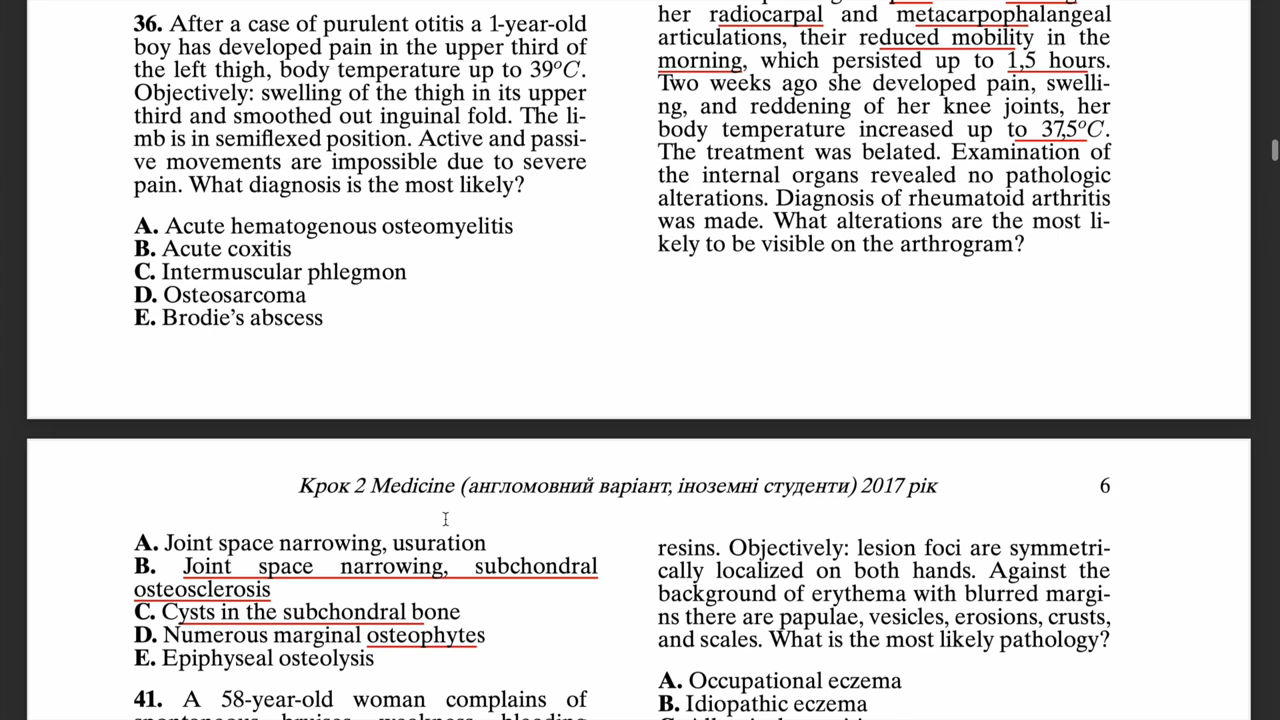 36. After a case of purulent otitis a 1-year-old
boy has developed pain in the upper third of
the left thigh, body temperature up to 39°C.
Objectively: swelling of the thigh in its upper
third and smoothed out inguinal fold. The li-
mb is in semiflexed position. Active and passi-
ve movements are impossible due to severe
pain. What diagnosis is the most likely?
A. Acute hematogenous osteomyelitis
B. Acute coxitis
C. Intermuscular phlegmon
D. Osteosarcoma
E. Brodie's abscess
her radiocarpal and metacarpophalangeal
articulations, their reduced mobility in the
morning, which persisted up to 1,5 hours.
Two weeks ago she developed pain, swelli-
ng, and reddening of her knee joints, her
body temperature increased up to 37,5°C.
The treatment was belated. Examination of
the internal organs revealed no pathologic
alterations. Diagnosis of rheumatoid arthritis
was made. What alterations are the most li-
kely to be visible on the arthrogram?
Крок 2 Medicine (англомовний варіант, іноземні студенти) 2017 рік 6
A. Joint space narrowing, usuration
B. Joint space narrowing, subchondral
osteosclerosis
C. Cysts in the subchondral bone
D. Numerous marginal osteophytes
E. Epiphyseal osteolysis
41. A 58-year-old woman complains of
spontaneous bruises, weakness, bleeding
resins. Objectively: lesion foci are symmetri-
cally localized on both hands. Against the
background of erythema with blurred margi-
ns there are papulae, vesicles, erosions, crusts,
and scales. What is the most likely pathology?
A. Occupational eczema
B. Idiopathic eczema